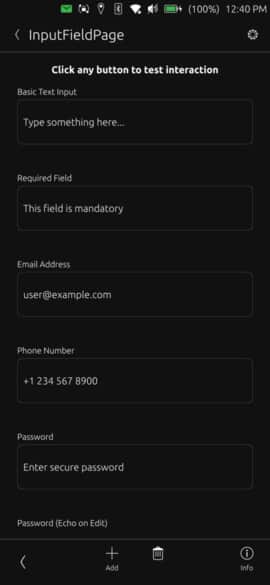 (100%) 12:40 PM
InputFieldPage
Click any button to test interaction
Basic Text Input
Type something here...
Required Field
This field is mandatory
Email Address
user@example.com
Phone Number
+1 234 567 8900
Password
Enter secure password
Password (Echo on Edit)
Add
Info